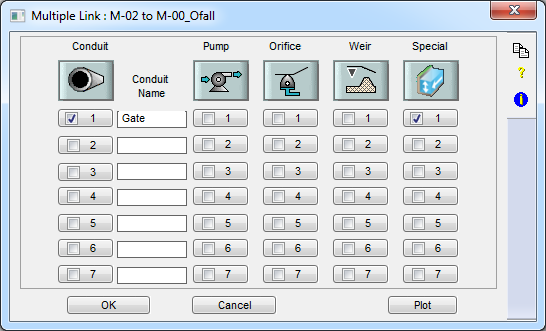 Multiple Link : M-02 to M-00_Ofall
Conduit Pump Orifice Weir Special
Conduit
Name
?
i
1 Gate 1 1 1 1
2 2 2 2 2
3 3 3 3 3
4 4 4 4 4
5 5 5 5 5
6 6 6 6 6
7 7 7 7 7
OK Cancel Plot